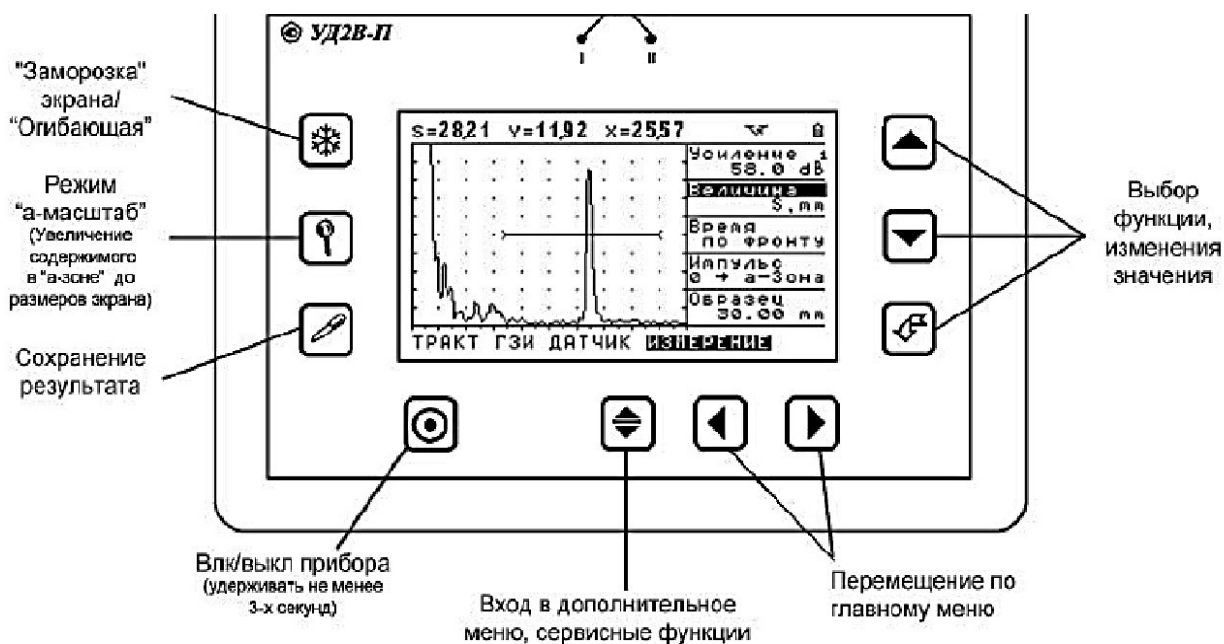 УД2В-П
I II
"Заморозка"
экрана/
“Огибающая”
Режим
“а-масштаб”
(Увеличение
содержимого
в “а-зоне” до
размеров экрана)
Сохранение
результата
S=28,21 Y=11,92 X=25,57
Усиление 1
58.0 dB
Величина
S,mm
Время
по фронту
Импульс
0 → а-Зона
Образец
30.00 mm
ТРАКТ ГЗИ ДАТЧИК ИЗМЕРЕНИЕ
Выбор
функции,
изменения
значения
Влк/выкл прибора
(удерживать не менее
3-х секунд)
Вход в дополнительное
меню, сервисные функции
Перемещение по
главному меню